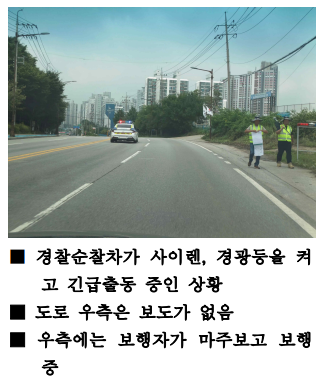 ■ 경찰순찰차가 사이렌, 경광등을 켜
고 긴급출동 중인 상황
■ 도로 우측은 보도가 없음
■ 우측에는 보행자가 마주보고 보행
중